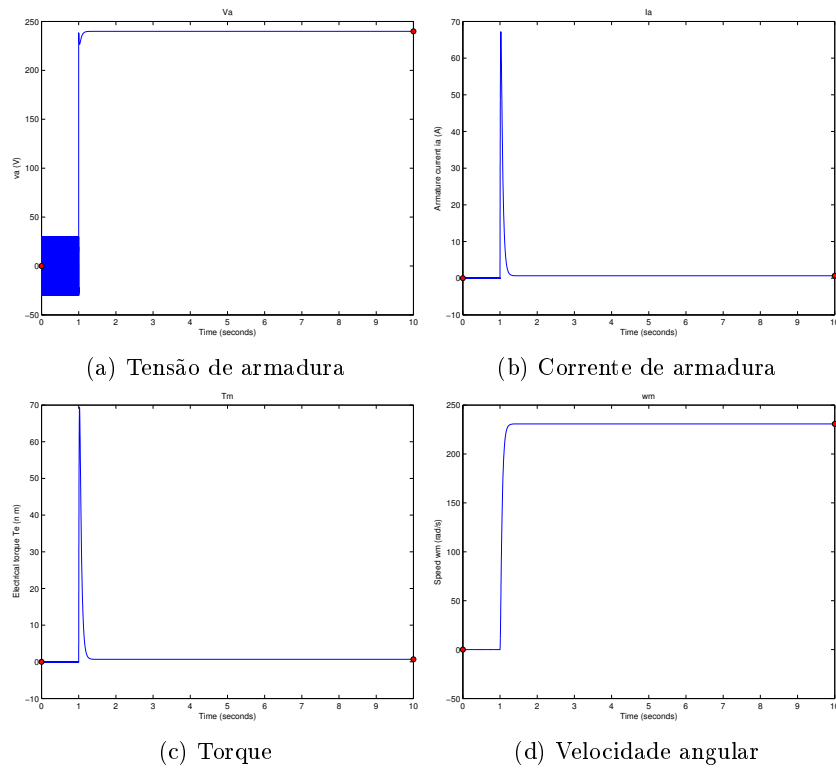 Va
250
200
150
100
50
0
−50
va (V)
0 1 2 3 4 5 6 7 8 9 10
Time (seconds)
(a) Tensão de armadura
Ia
70
60
50
40
30
20
10
0
−10
Armature current ia (A)
0 1 2 3 4 5 6 7 8 9 10
Time (seconds)
(b) Corrente de armadura
Tm
70
60
50
40
30
20
10
0
−10
Electrical torque Te (n m)
0 1 2 3 4 5 6 7 8 9 10
Time (seconds)
(c) Torque
wm
250
200
150
100
50
0
−50
Speed wm (rad/s)
0 1 2 3 4 5 6 7 8 9 10
Time (seconds)
(d) Velocidade angular